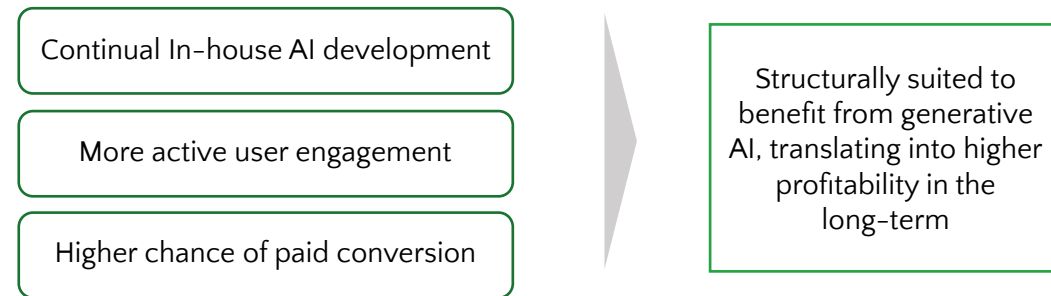 Continual In-house AI development
More active user engagement
Higher chance of paid conversion
Structurally suited to
benefit from generative
AI, translating into higher
profitability in the
long-term